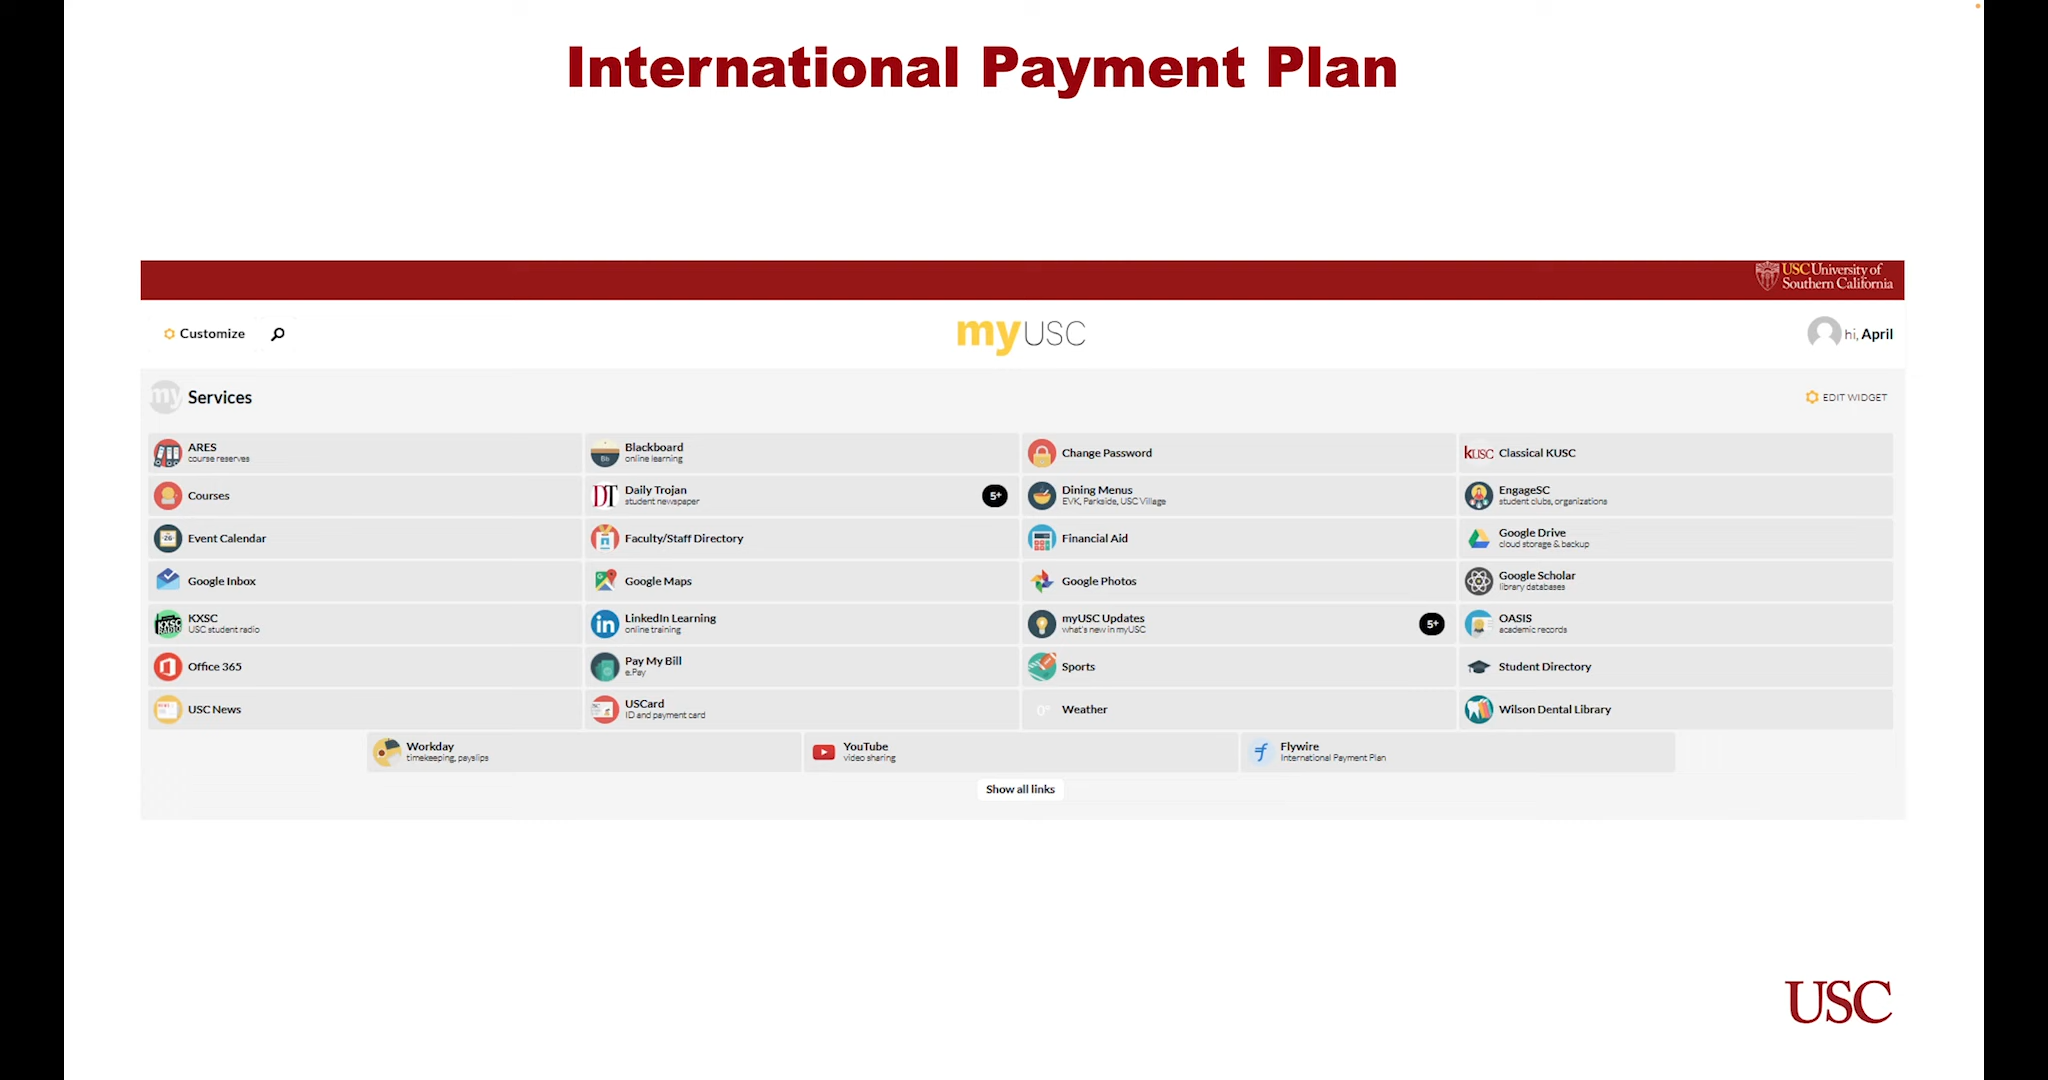 International Payment Plan
USC University of
Southern California
Customize
myUSC
hi, April
my Services
EDIT WIDGET
ARES
course reserves
Blackboard
online learning
Change Password
KUSC Classical KUSC
Courses
DT Daily Trojan
student newspaper
5+
Dining Menus
EVK, Parkside, USC Village
EngageSC
student clubs, organizations
Event Calendar
Faculty/Staff Directory
Financial Aid
Google Drive
cloud storage & backup
Google Inbox
Google Maps
Google Photos
Google Scholar
library databases
KXSC
USC student radio
in LinkedIn Learning
online training
myUSC Updates
what's new in myUSC
5+
OASIS
academic records
Office 365
Pay My Bill
e.Pay
Sports
Student Directory
USC News
USCard
ID and payment card
0° Weather
Wilson Dental Library
Workday
timekeeping, payslips
YouTube
video sharing
Flywire
International Payment Plan
Show all links
USC